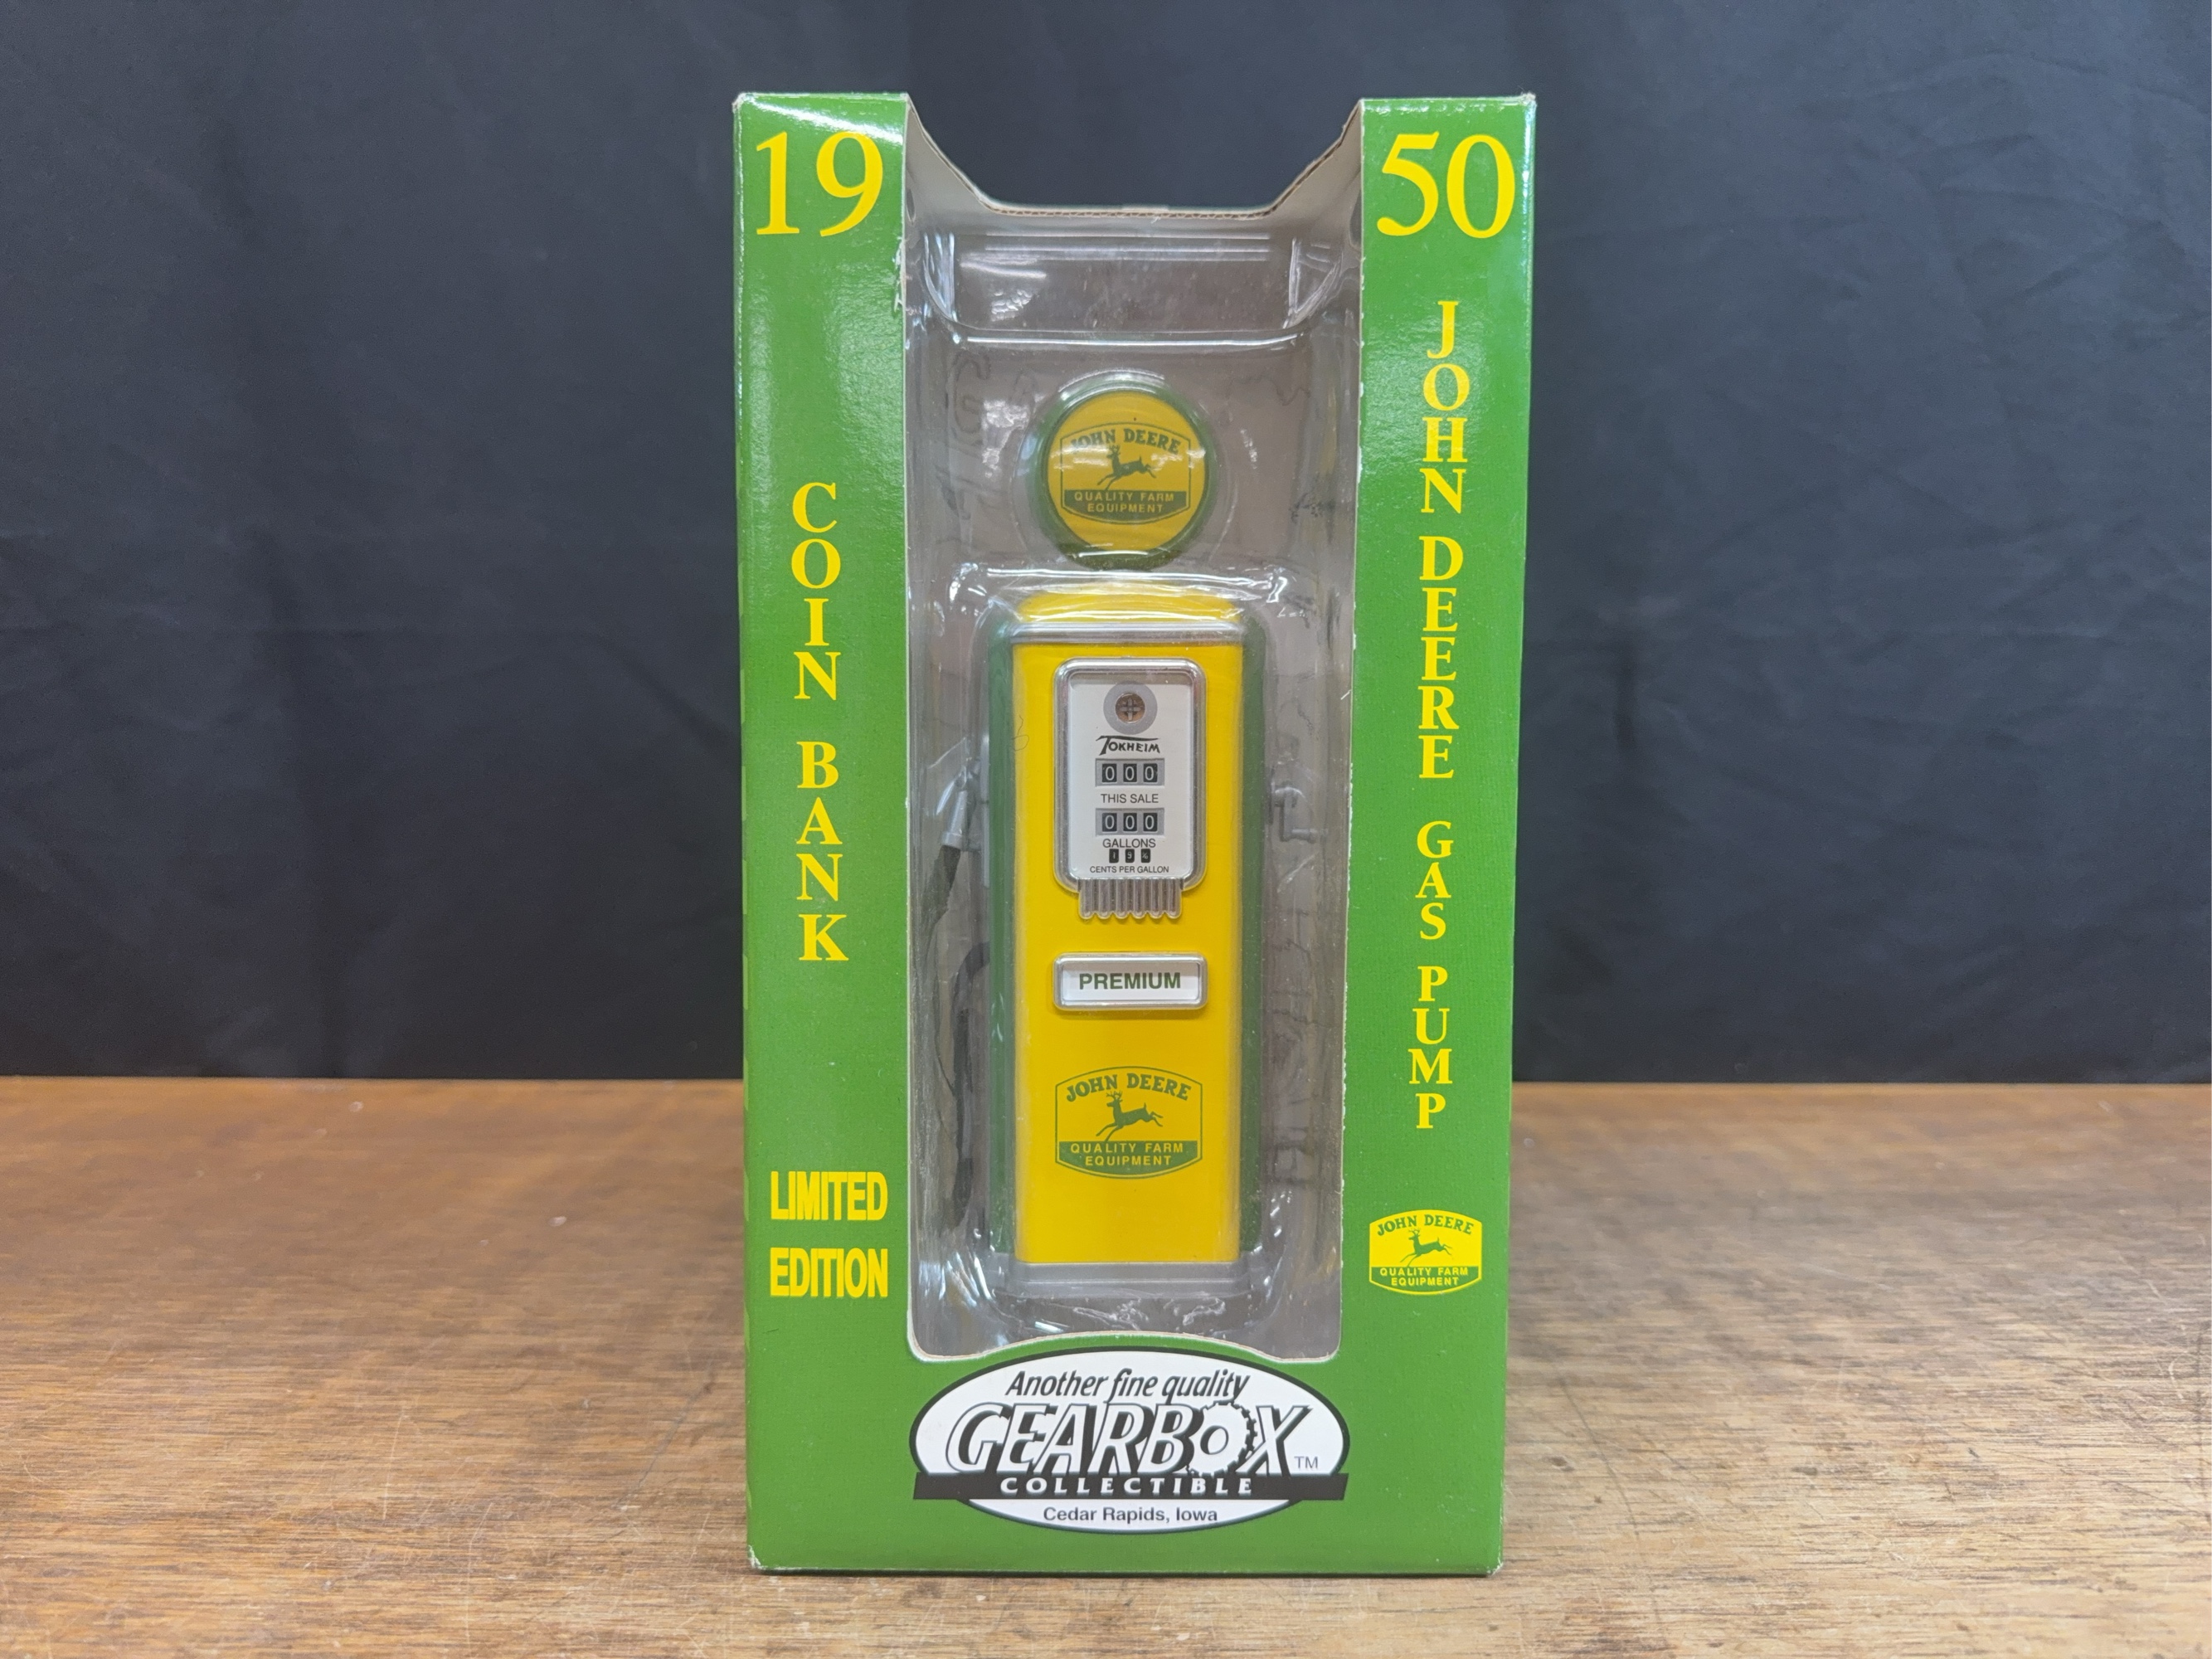 19
50
COIN BANK
JOHN DEERE GAS PUMP
LIMITED
EDITION
JOHN DEERE
QUALITY FARM
EQUIPMENT
TOKHEIM
000
THIS SALE
000
GALLONS
CENTS PER GALLON
PREMIUM
JOHN DEERE
QUALITY FARM
EQUIPMENT
JOHN DEERE
QUALITY FARM
EQUIPMENT
Another fine quality
GEARBOX TM
COLLECTIBLE
Cedar Rapids, Iowa